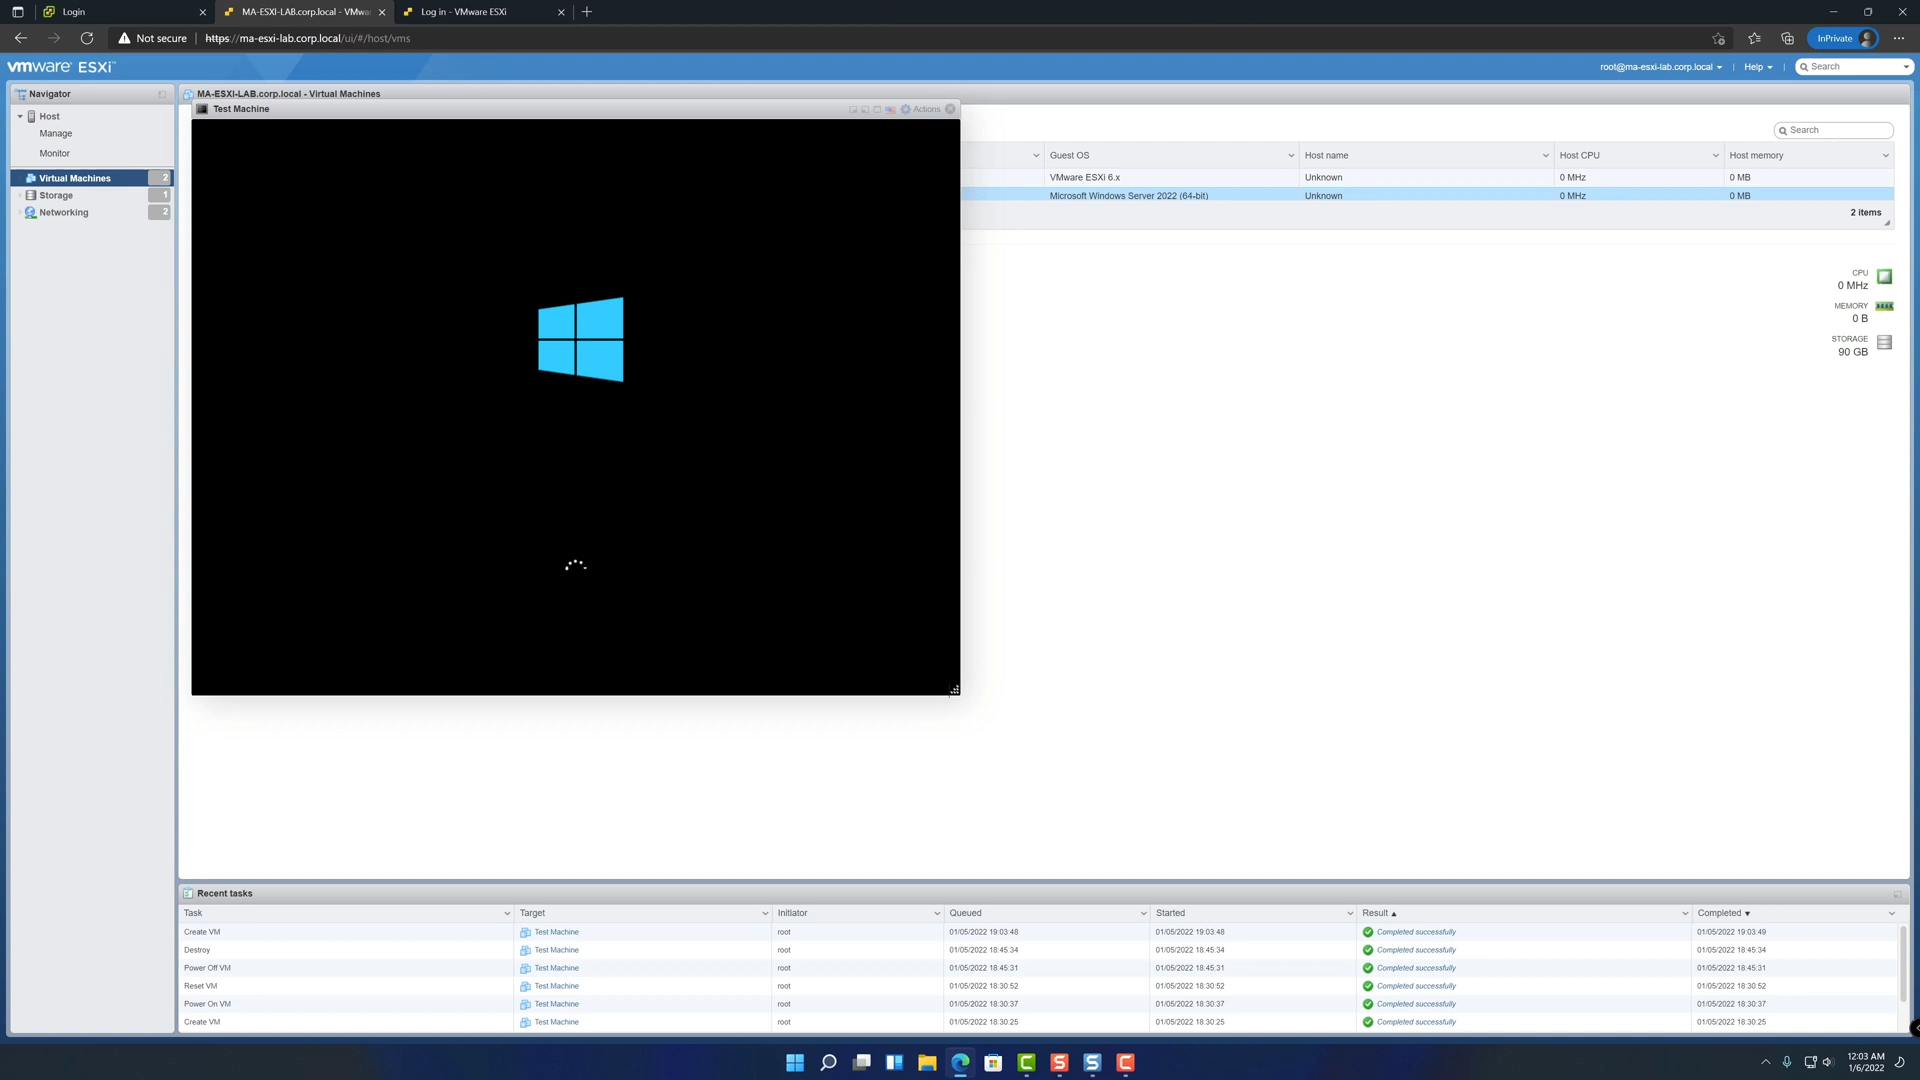 Login
MA-ESXI-LAB.corp.local - VMwa
Log in - VMware ESXi
Not secure
https://ma-esxi-lab.corp.local/ui/#/host/vms
InPrivate
vmware ESXi™
root@ma-esxi-lab.corp.local
Help
Search
Navigator
MA-ESXI-LAB.corp.local - Virtual Machines
Test Machine
Actions
Host
Manage
Monitor
Virtual Machines 2
Storage 1
Networking 2
Search
Guest OS Host name Host CPU Host memory
VMware ESXi 6.x Unknown 0 MHz 0 MB
Microsoft Windows Server 2022 (64-bit) Unknown 0 MHz 0 MB
2 items
CPU
0 MHz
MEMORY
0 B
STORAGE
90 GB
Recent tasks
Task Target Initiator Queued Started Result Completed
Create VM Test Machine root 01/05/2022 19:03:48 01/05/2022 19:03:48 Completed successfully 01/05/2022 19:03:49
Destroy Test Machine root 01/05/2022 18:45:34 01/05/2022 18:45:34 Completed successfully 01/05/2022 18:45:34
Power Off VM Test Machine root 01/05/2022 18:45:31 01/05/2022 18:45:31 Completed successfully 01/05/2022 18:45:31
Reset VM Test Machine root 01/05/2022 18:30:52 01/05/2022 18:30:52 Completed successfully 01/05/2022 18:30:52
Power On VM Test Machine root 01/05/2022 18:30:37 01/05/2022 18:30:37 Completed successfully 01/05/2022 18:30:37
Create VM Test Machine root 01/05/2022 18:30:25 01/05/2022 18:30:25 Completed successfully 01/05/2022 18:30:25
12:03 AM
1/6/2022